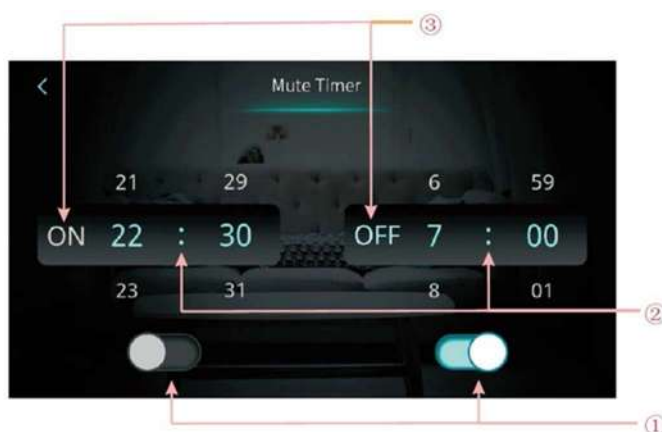 ③
< Mute Timer
21 29 6 59
ON 22 : 30 OFF 7 : 00
23 31 8 01
②
①